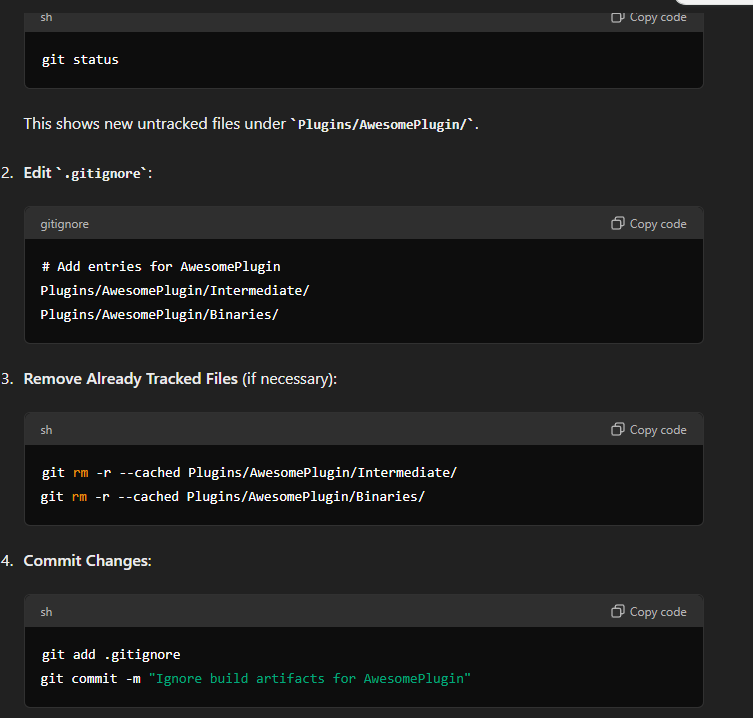 sh
Copy code
git status
This shows new untracked files under `Plugins/AwesomePlugin/`.
2. Edit `.gitignore`:
gitignore
Copy code
# Add entries for AwesomePlugin
Plugins/AwesomePlugin/Intermediate/
Plugins/AwesomePlugin/Binaries/
3. Remove Already Tracked Files (if necessary):
sh
Copy code
git rm -r --cached Plugins/AwesomePlugin/Intermediate/
git rm -r --cached Plugins/AwesomePlugin/Binaries/
4. Commit Changes:
sh
Copy code
git add .gitignore
git commit -m "Ignore build artifacts for AwesomePlugin"